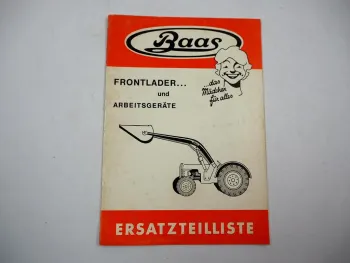 Baas
FRONTLADER...
und
ARBEITSGERÄTE
...das
Mädchen
für alles
ERSATZTEILLISTE